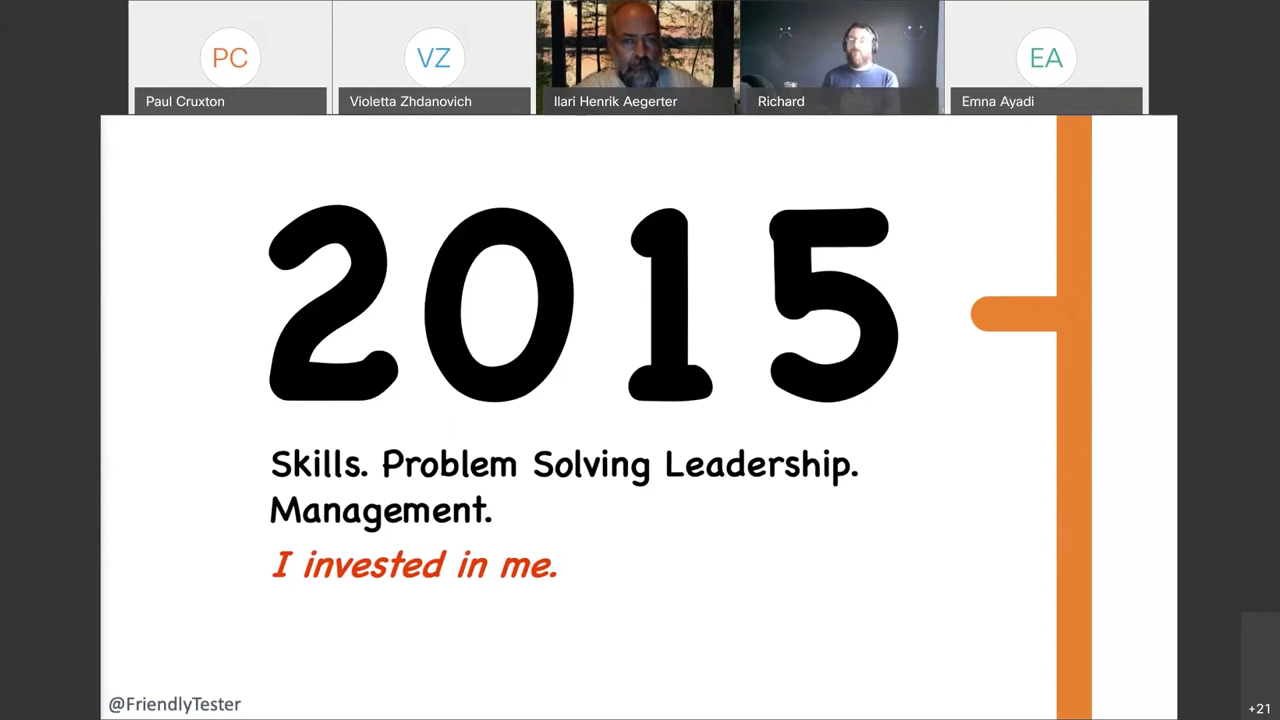 PC
VZ
EA
Paul Cruxton
Violetta Zhdanovich
Ilari Henrik Aegerter
Richard
Emna Ayadi
2015
Skills. Problem Solving Leadership.
Management.
I invested in me.
@FriendlyTester
+21